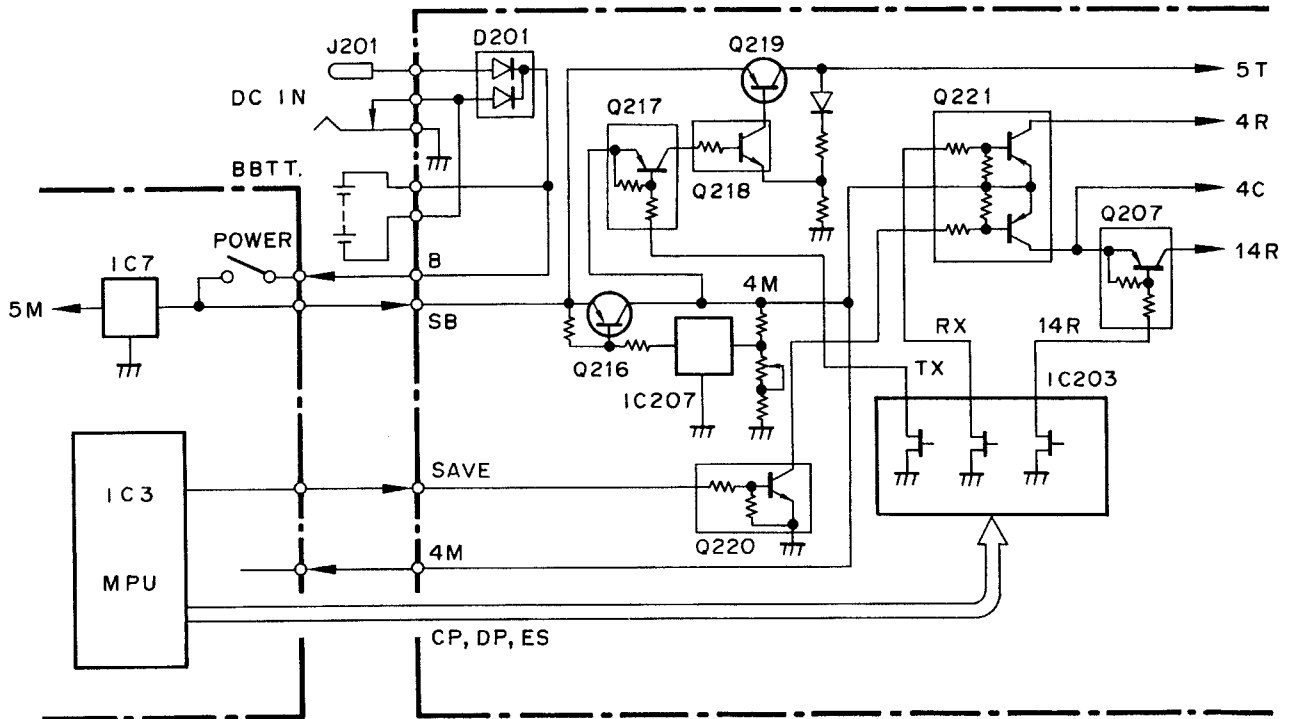 J201
D201
Q219
5T
DC IN
Q217
Q221
4R
BBTT.
Q218
4C
Q207
POWER
B
14R
IC7
4M
5M
SB
RX
14R
Q216
TX
IC207
IC203
SAVE
IC3
Q220
4M
MPU
CP, DP, ES